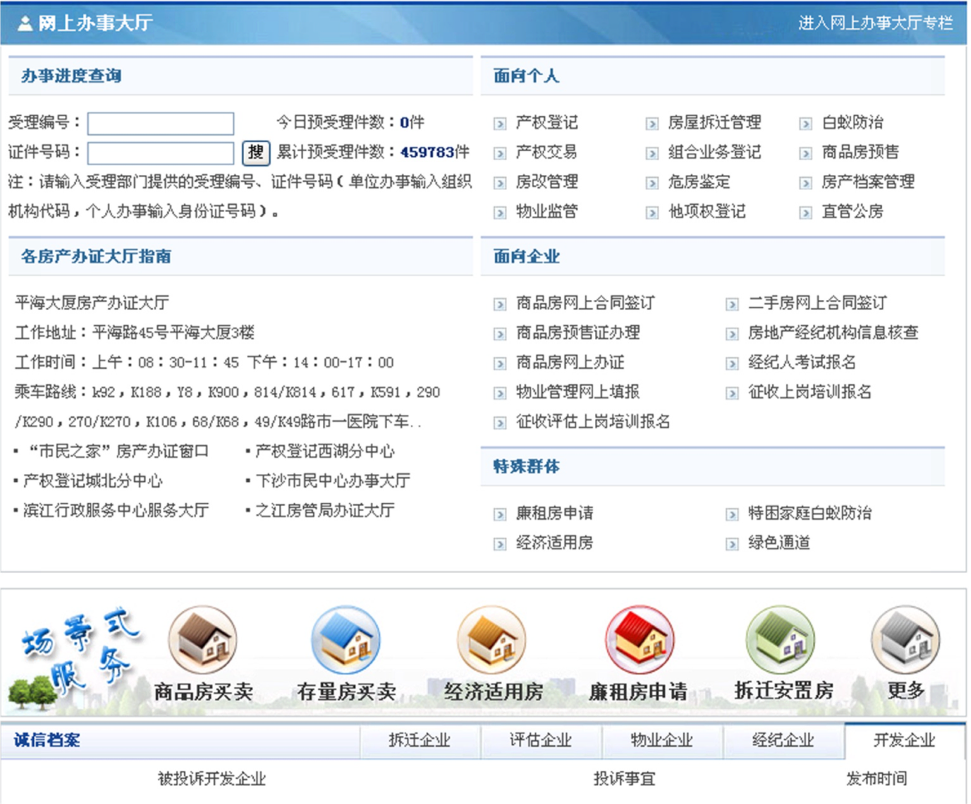 网上办事大厅
进入网上办事大厅专栏
办事进度查询
受理编号：
今日预受理件数：0件
证件号码：
搜
累计预受理件数：459783件
注：请输入受理部门提供的受理编号、证件号码（单位办事输入组织
机构代码，个人办事输入身份证号码）。
各房产办证大厅指南
平海大厦房产办证大厅
工作地址：平海路45号平海大厦3楼
工作时间：上午：08：30-11：45 下午：14：00-17：00
乘车路线：k92，K188，Y8，K900，814/K814，617，K591，290
/K290，270/K270，K106，68/K68，49/K49路市一医院下车..
▪“市民之家”房产办证窗口
▪产权登记西湖分中心
▪产权登记城北分中心
▪下沙市民中心办事大厅
▪滨江行政服务中心服务大厅
▪之江房管局办证大厅
面向个人
产权登记
房屋拆迁管理
白蚁防治
产权交易
组合业务登记
商品房预售
房改管理
危房鉴定
房产档案管理
物业监管
他项权登记
直管公房
面向企业
商品房网上合同签订
二手房网上合同签订
商品房预售证办理
房地产经纪机构信息核查
商品房网上办证
经纪人考试报名
物业管理网上填报
征收上岗培训报名
征收评估上岗培训报名
特殊群体
廉租房申请
特困家庭白蚁防治
经济适用房
绿色通道
场景式
服务
商品房买卖
存量房买卖
经济适用房
廉租房申请
拆迁安置房
更多
诚信档案
拆迁企业
评估企业
物业企业
经纪企业
开发企业
被投诉开发企业
投诉事宜
发布时间